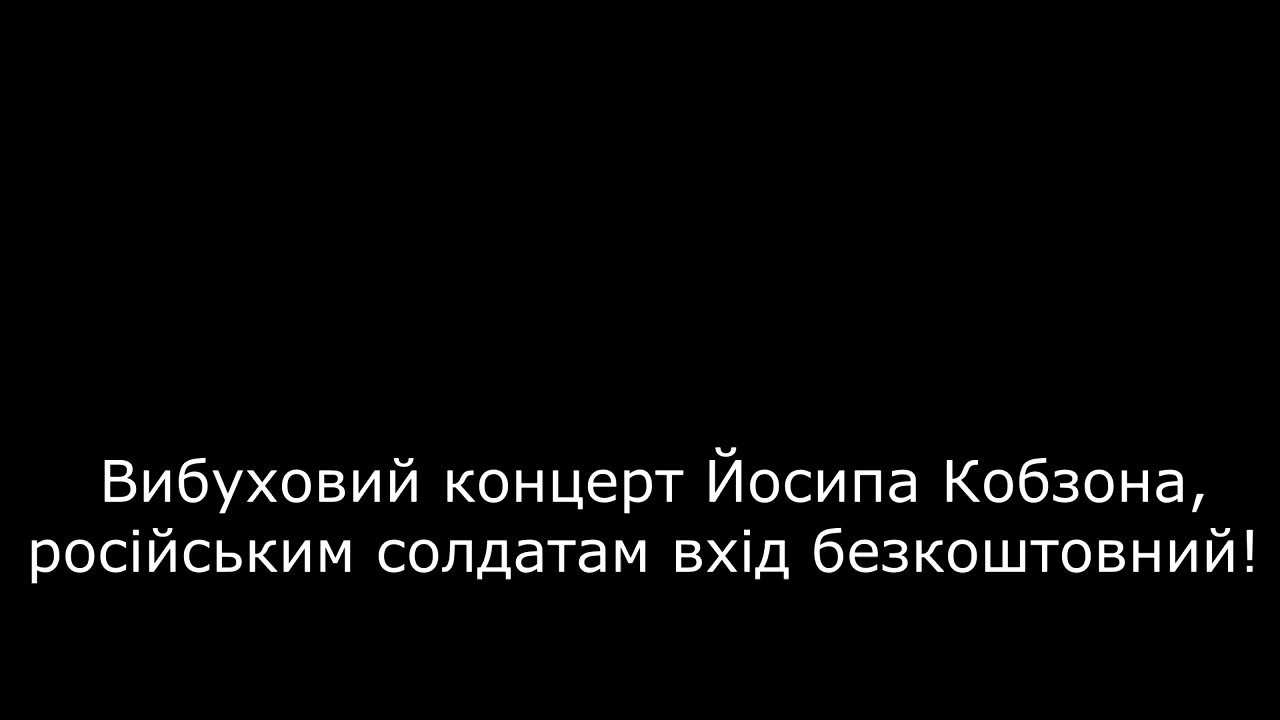 Вибуховий концерт Йосипа Кобзона,
російським солдатам вхід безкоштовний!